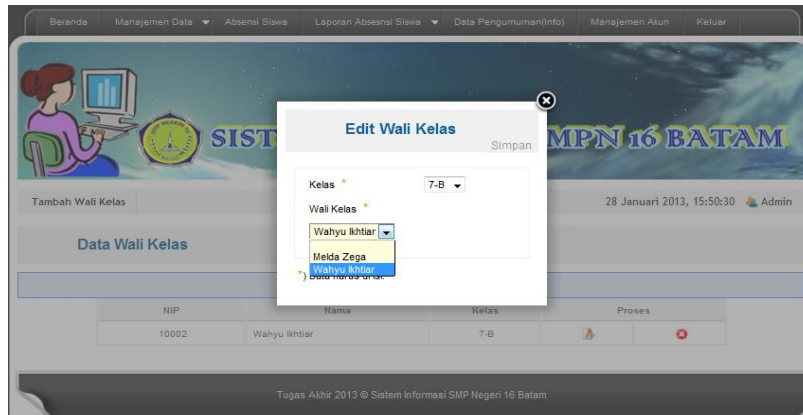 Beranda Manajemen Data Absensi Siswa Laporan Absesnsi Siswa Data Pengumuman(Info) Manajemen Akun Keluar
SIST MPN 16 BATAM
Edit Wali Kelas
Simpan
Kelas * 7-B
Wali Kelas *
Wahyu Ikhtiar
Melda Zega
Wahyu Ikhtiar
*) Data harus di isi.
Tambah Wali Kelas 28 Januari 2013, 15:50:30 Admin
Data Wali Kelas
NIP Nama Kelas Proses
10002 Wahyu Ikhtiar 7-B
Tugas Akhir 2013 © Sistem Informasi SMP Negeri 16 Batam